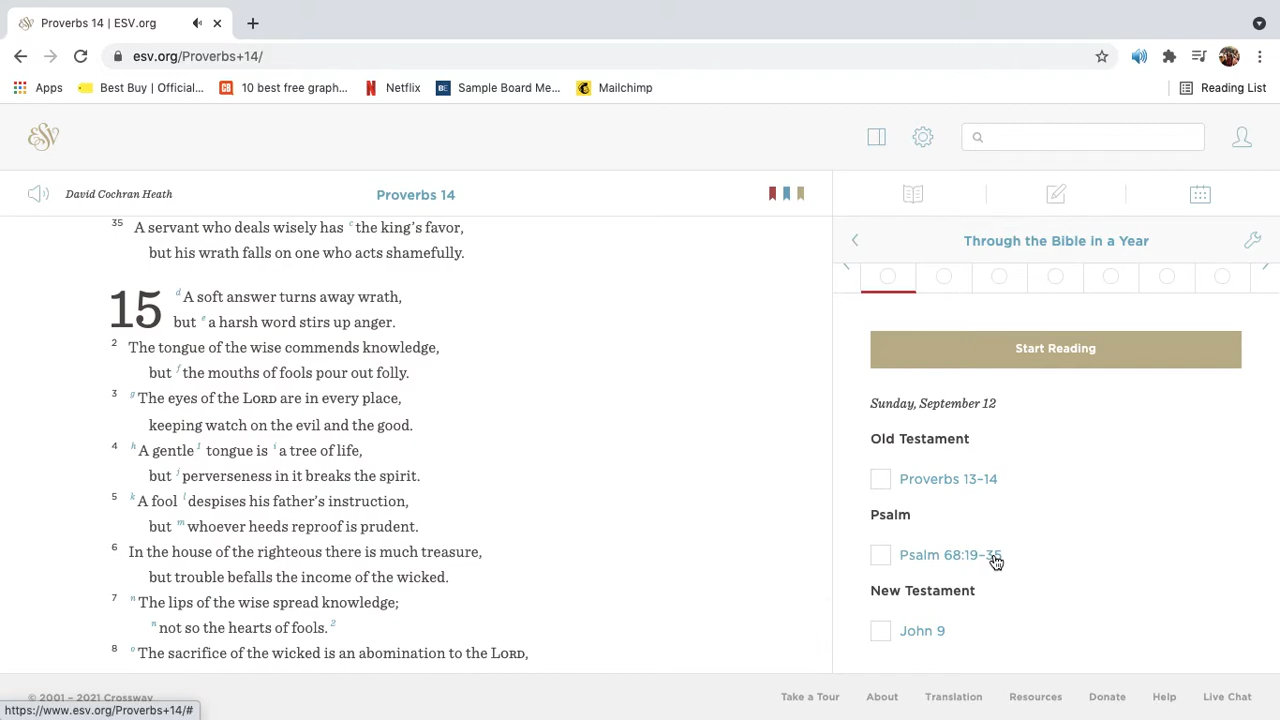 Proverbs 14 | ESV.org
esv.org/Proverbs+14/
Apps
Best Buy | Official...
10 best free graph...
Netflix
Sample Board Me...
Mailchimp
Reading List
ESV
David Cochran Heath
Proverbs 14
35 A servant who deals wisely has c the king's favor,
but his wrath falls on one who acts shamefully.
15 d A soft answer turns away wrath,
but e a harsh word stirs up anger.
2 The tongue of the wise commends knowledge,
but f the mouths of fools pour out folly.
3 g The eyes of the LORD are in every place,
keeping watch on the evil and the good.
4 h A gentle 1 tongue is i a tree of life,
but j perverseness in it breaks the spirit.
5 k A fool l despises his father's instruction,
but m whoever heeds reproof is prudent.
6 In the house of the righteous there is much treasure,
but trouble befalls the income of the wicked.
7 n The lips of the wise spread knowledge;
n not so the hearts of fools. 2
8 o The sacrifice of the wicked is an abomination to the LORD,
Through the Bible in a Year
Start Reading
Sunday, September 12
Old Testament
Proverbs 13–14
Psalm
Psalm 68:19–35
New Testament
John 9
© 2001 – 2021 Crossway
Take a Tour
About
Translation
Resources
Donate
Help
Live Chat
https://www.esv.org/Proverbs+14/#